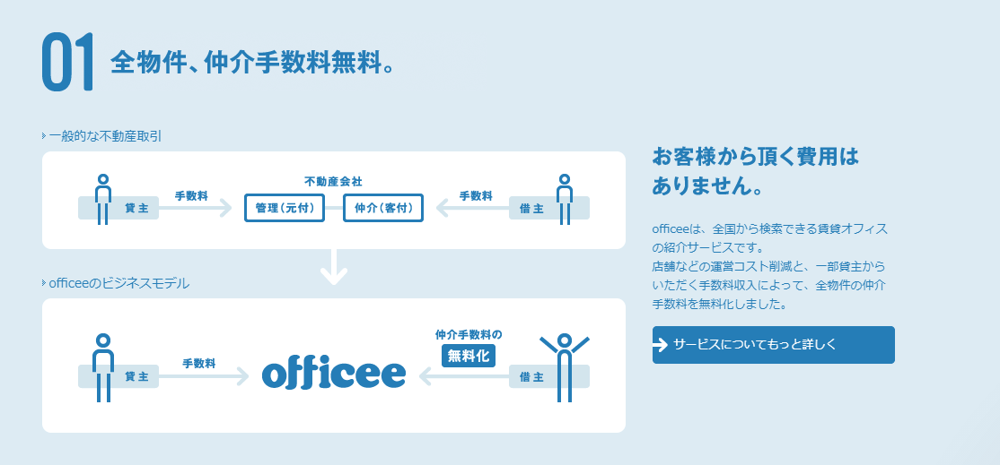 01 全物件、仲介手数料無料。
一般的な不動産取引
不動産会社
貸主
手数料
管理（元付）
仲介（客付）
手数料
借主
officeeのビジネスモデル
貸主
手数料
officee
仲介手数料の
無料化
借主
お客様から頂く費用は
ありません。
officeeは、全国から検索できる賃貸オフィス
の紹介サービスです。
店舗などの運営コスト削減と、一部貸主から
いただく手数料収入によって、全物件の仲介
手数料を無料化しました。
サービスについてもっと詳しく